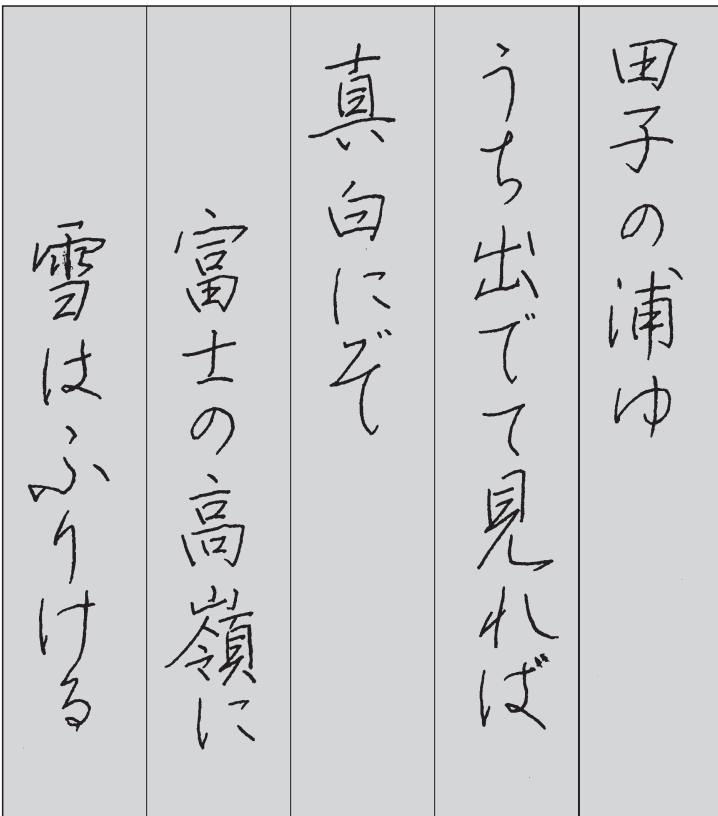 田子の浦ゆ
うち出でて見れば
真白にぞ
富士の高嶺に
雪はふりける